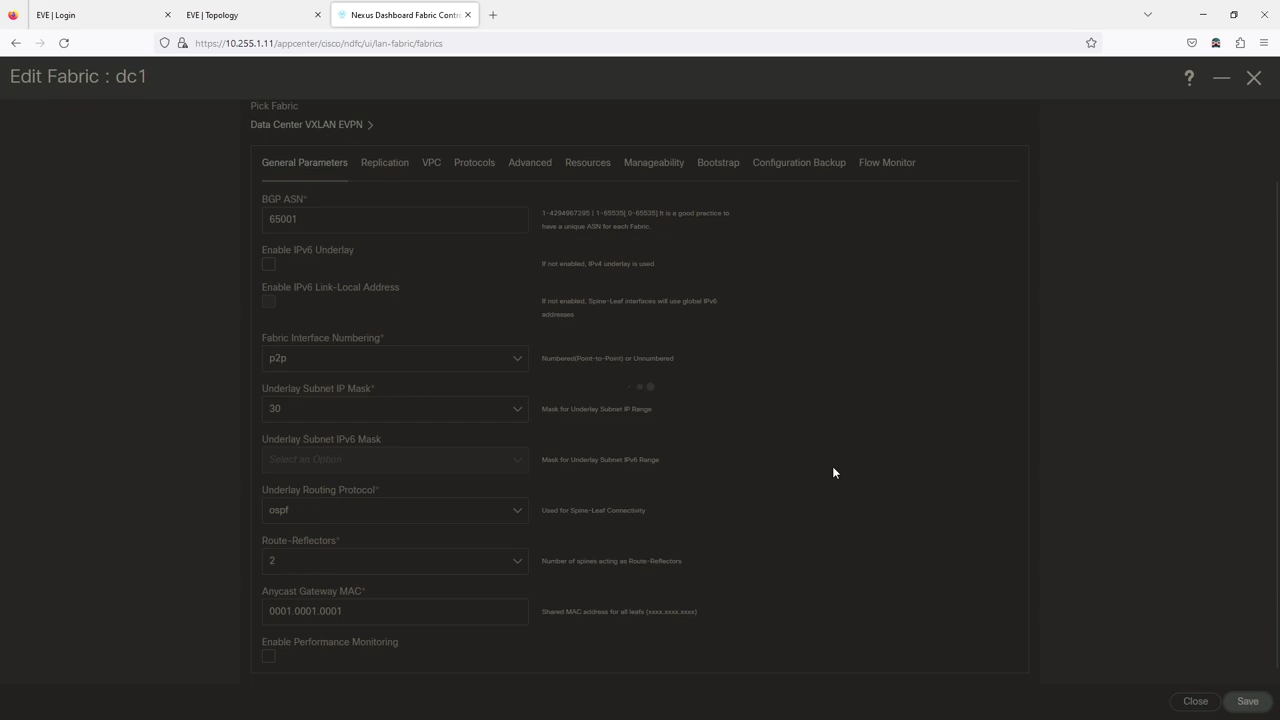 EVE | Login
EVE | Topology
Nexus Dashboard Fabric Contro
https://10.255.1.11/appcenter/cisco/ndfc/ui/lan-fabric/fabrics
Edit Fabric : dc1
Pick Fabric
Data Center VXLAN EVPN
General Parameters
Replication
VPC
Protocols
Advanced
Resources
Manageability
Bootstrap
Configuration Backup
Flow Monitor
BGP ASN*
65001
1-4294967295 | 1-65535[.0-65535] It is a good practice to
have a unique ASN for each Fabric.
Enable IPv6 Underlay
If not enabled, IPv4 underlay is used
Enable IPv6 Link-Local Address
If not enabled, Spine-Leaf interfaces will use global IPv6
addresses
Fabric Interface Numbering*
p2p
Numbered(Point-to-Point) or Unnumbered
Underlay Subnet IP Mask*
30
Mask for Underlay Subnet IP Range
Underlay Subnet IPv6 Mask
Select an Option
Mask for Underlay Subnet IPv6 Range
Underlay Routing Protocol*
ospf
Used for Spine-Leaf Connectivity
Route-Reflectors*
2
Number of spines acting as Route-Reflectors
Anycast Gateway MAC*
0001.0001.0001
Shared MAC address for all leafs (xxxx.xxxx.xxxx)
Enable Performance Monitoring
Close
Save